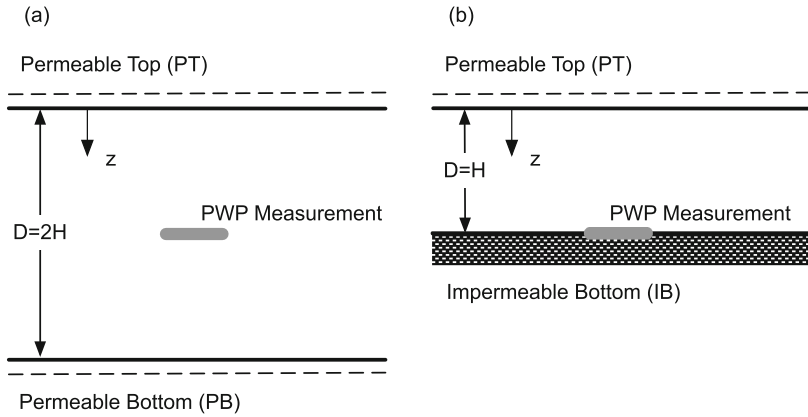 (a)
Permeable Top (PT)
z
PWP Measurement
D=2H
Permeable Bottom (PB)
(b)
Permeable Top (PT)
z
D=H
PWP Measurement
Impermeable Bottom (IB)